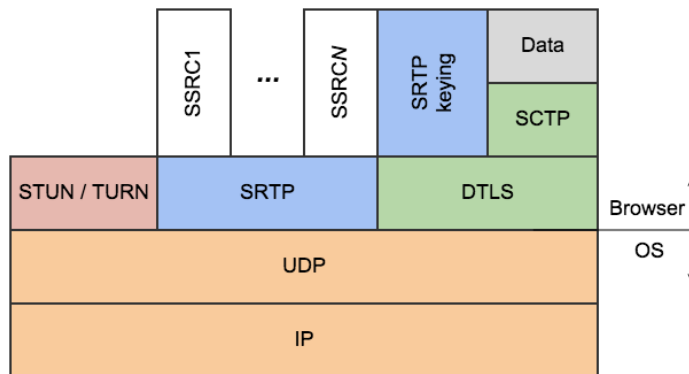 SSRC1
...
SSRCN
SRTP
keying
Data
SCTP
STUN / TURN
SRTP
DTLS
Browser
OS
UDP
IP